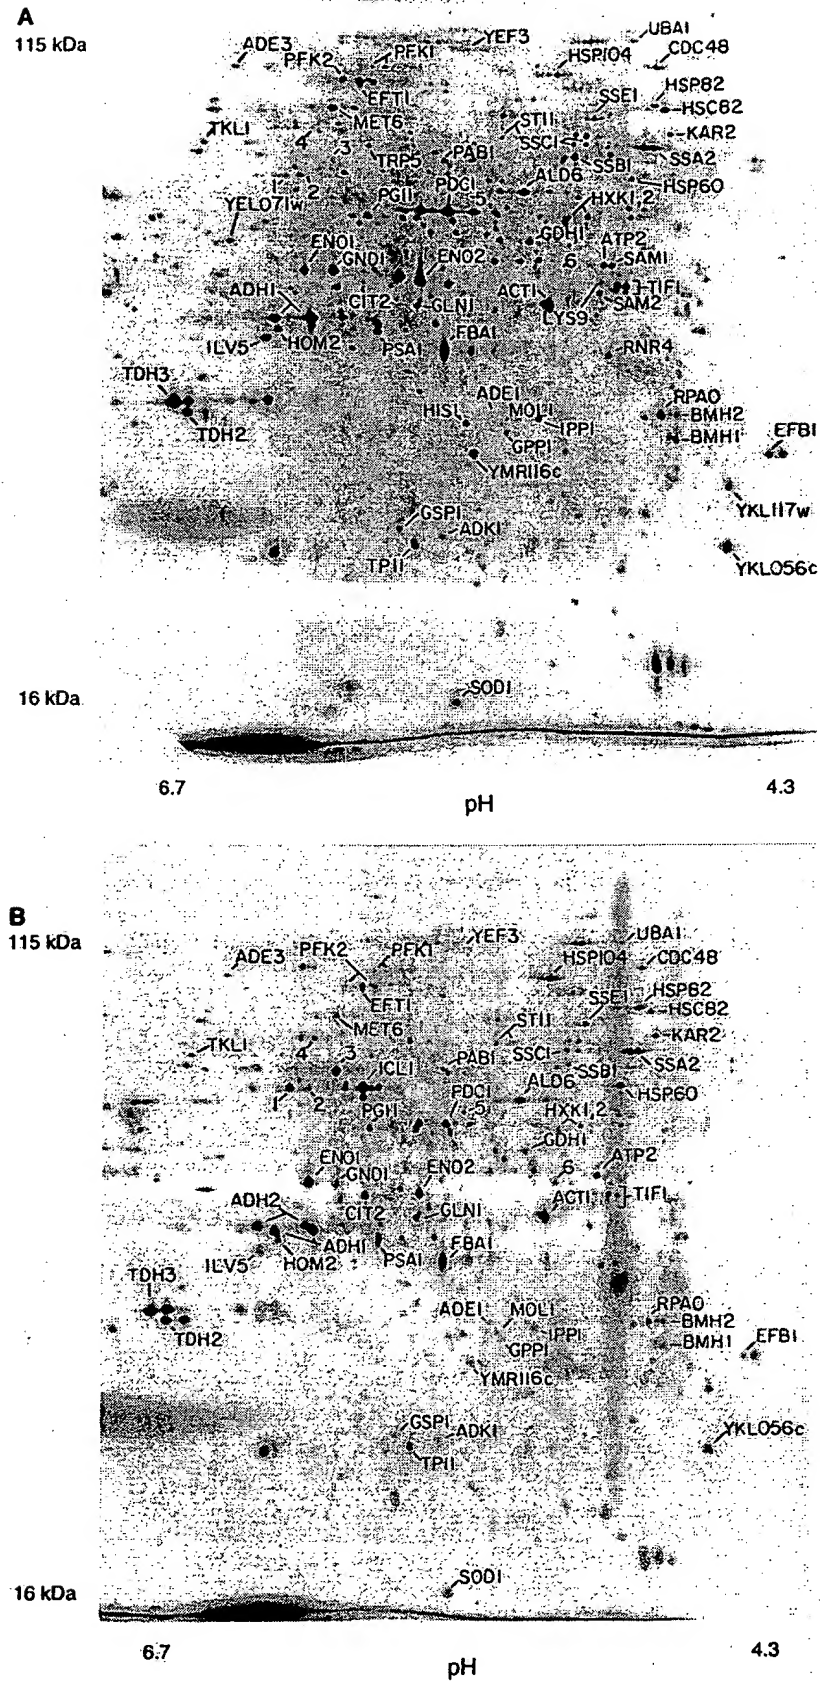 A
115 kDa
ADE3
PFK2
PFK1
YEF3
UBA1
HSP104
CDC48
EFT1
HSP82
HSC82
SSE1
TKL1
4
MET6
STI1
SSC1
KAR2
3
TRP5
PAB1
SSB1
SSA2
1
2
PGI1
PDC1
5
ALD6
HSP60
HXK1,2
YEL071w
GDH1
ENO1
GND1
ENO2
6
ATP2
SAM1
ADH1
CIT2
GLN1
ACT1
LYS9
TIF1
SAM2
ILV5
HOM2
PSA1
FBA1
RNR4
TDH3
TDH2
HIS1
ADE1
MOL1
IPP1
GPP1
RPA0
BMH2
BMH1
EFB1
YMR116c
YKL117w
GSP1
ADK1
TPI1
YKL056c
16 kDa
SOD1
6.7
pH
4.3
B
115 kDa
ADE3
PFK2
PFK1
YEF3
UBA1
HSP104
CDC48
EFT1
SSE1
HSP82
HSC82
MET6
STI1
KAR2
TKL1
4
3
ICL1
PAB1
SSC1
SSB1
SSA2
1
2
PGI1
PDC1
5
ALD6
HSP60
HXK1,2
GDH1
ENO1
GND1
ENO2
6
ATP2
ADH2
CIT2
GLN1
ACT1
TIF1
ILV5
HOM2
ADH1
PSA1
FBA1
TDH3
TDH2
ADE1
MOL1
IPP1
GPP1
RPA0
BMH2
BMH1
EFB1
YMR116c
GSP1
ADK1
TPI1
YKL056c
16 kDa
SOD1
6.7
pH
4.3